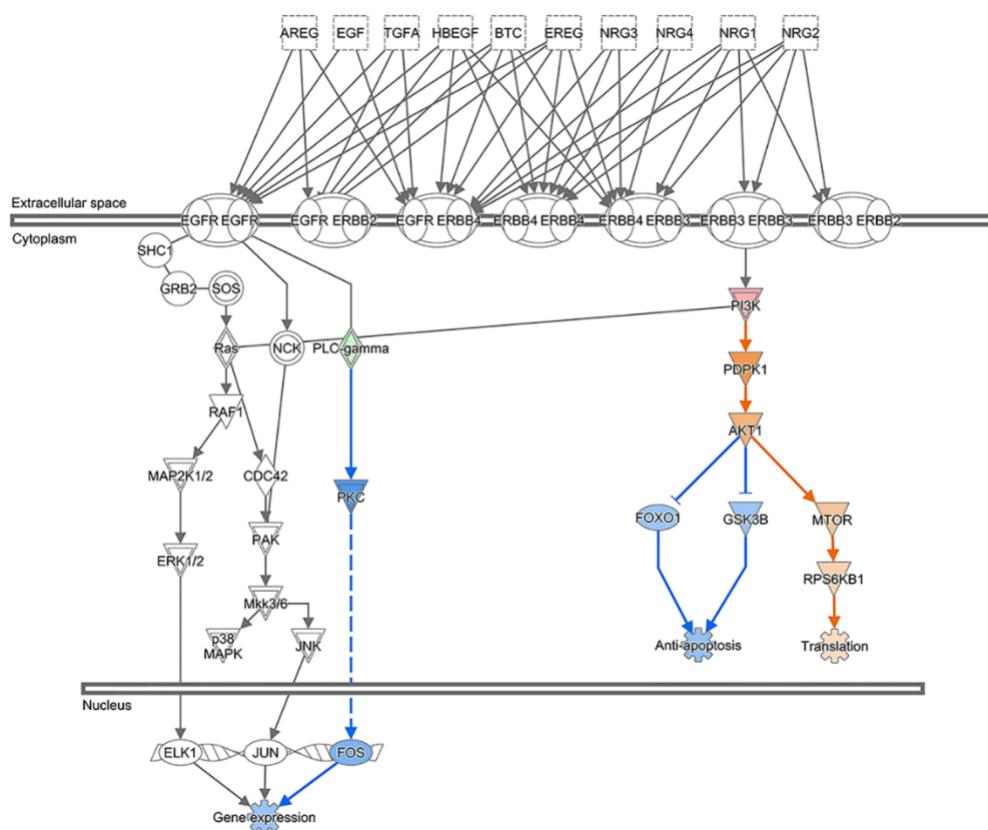 AREG EGF TGFA HBEGF BTC EREG NRG3 NRG4 NRG1 NRG2
Extracellular space
EGFR EGFR EGFR ERBB2 EGFR ERBB4 ERBB4 ERBB4 ERBB4 ERBB3 ERBB3 ERBB3 ERBB3 ERBB2
Cytoplasm
SHC1
GRB2 SOS
PI3K
Ras NCK PLC-gamma
PDPK1
RAF1
AKT1
MAP2K1/2 CDC42
PKC
FOXO1 GSK3B MTOR
PAK
ERK1/2
RPS6KB1
Mkk3/6
p38
MAPK
JNK
Anti-apoptosis Translation
Nucleus
ELK1 JUN FOS
Gene expression